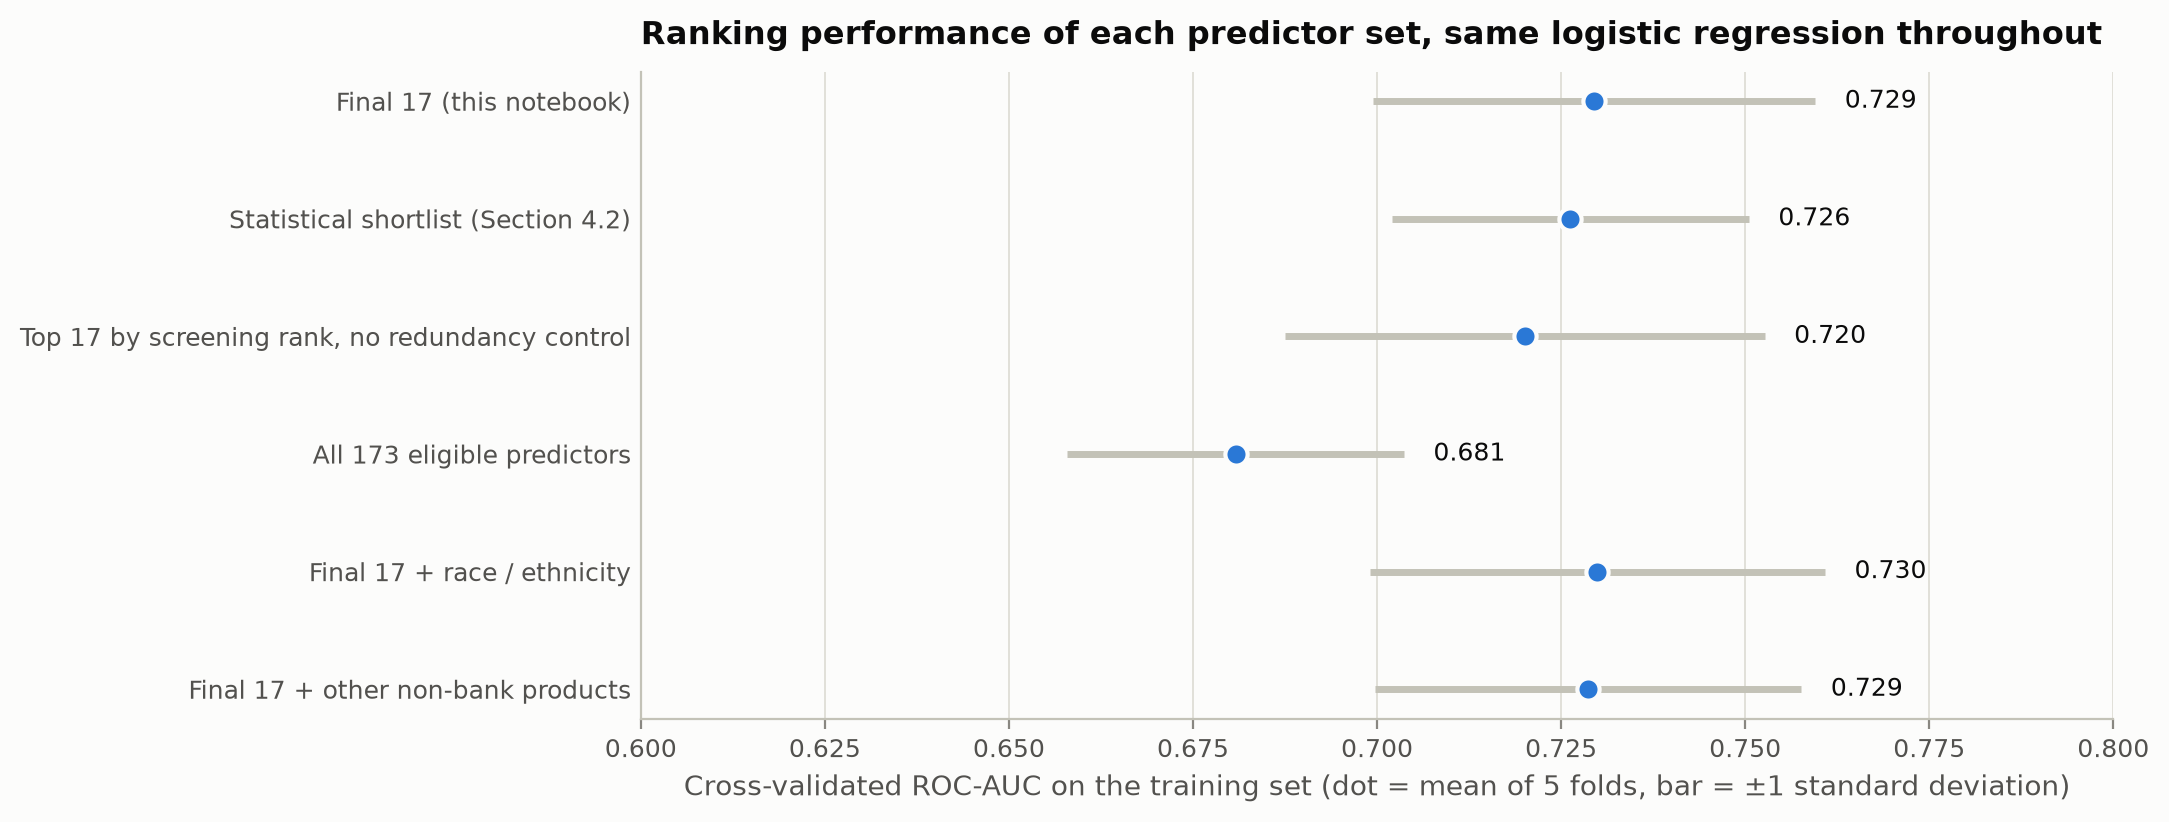 Ranking performance of each predictor set, same logistic regression throughout
Final 17 (this notebook)
0.729
Statistical shortlist (Section 4.2)
0.726
Top 17 by screening rank, no redundancy control
0.720
All 173 eligible predictors
0.681
Final 17 + race / ethnicity
0.730
Final 17 + other non-bank products
0.729
0.600 0.625 0.650 0.675 0.700 0.725 0.750 0.775 0.800
Cross-validated ROC-AUC on the training set (dot = mean of 5 folds, bar = ±1 standard deviation)